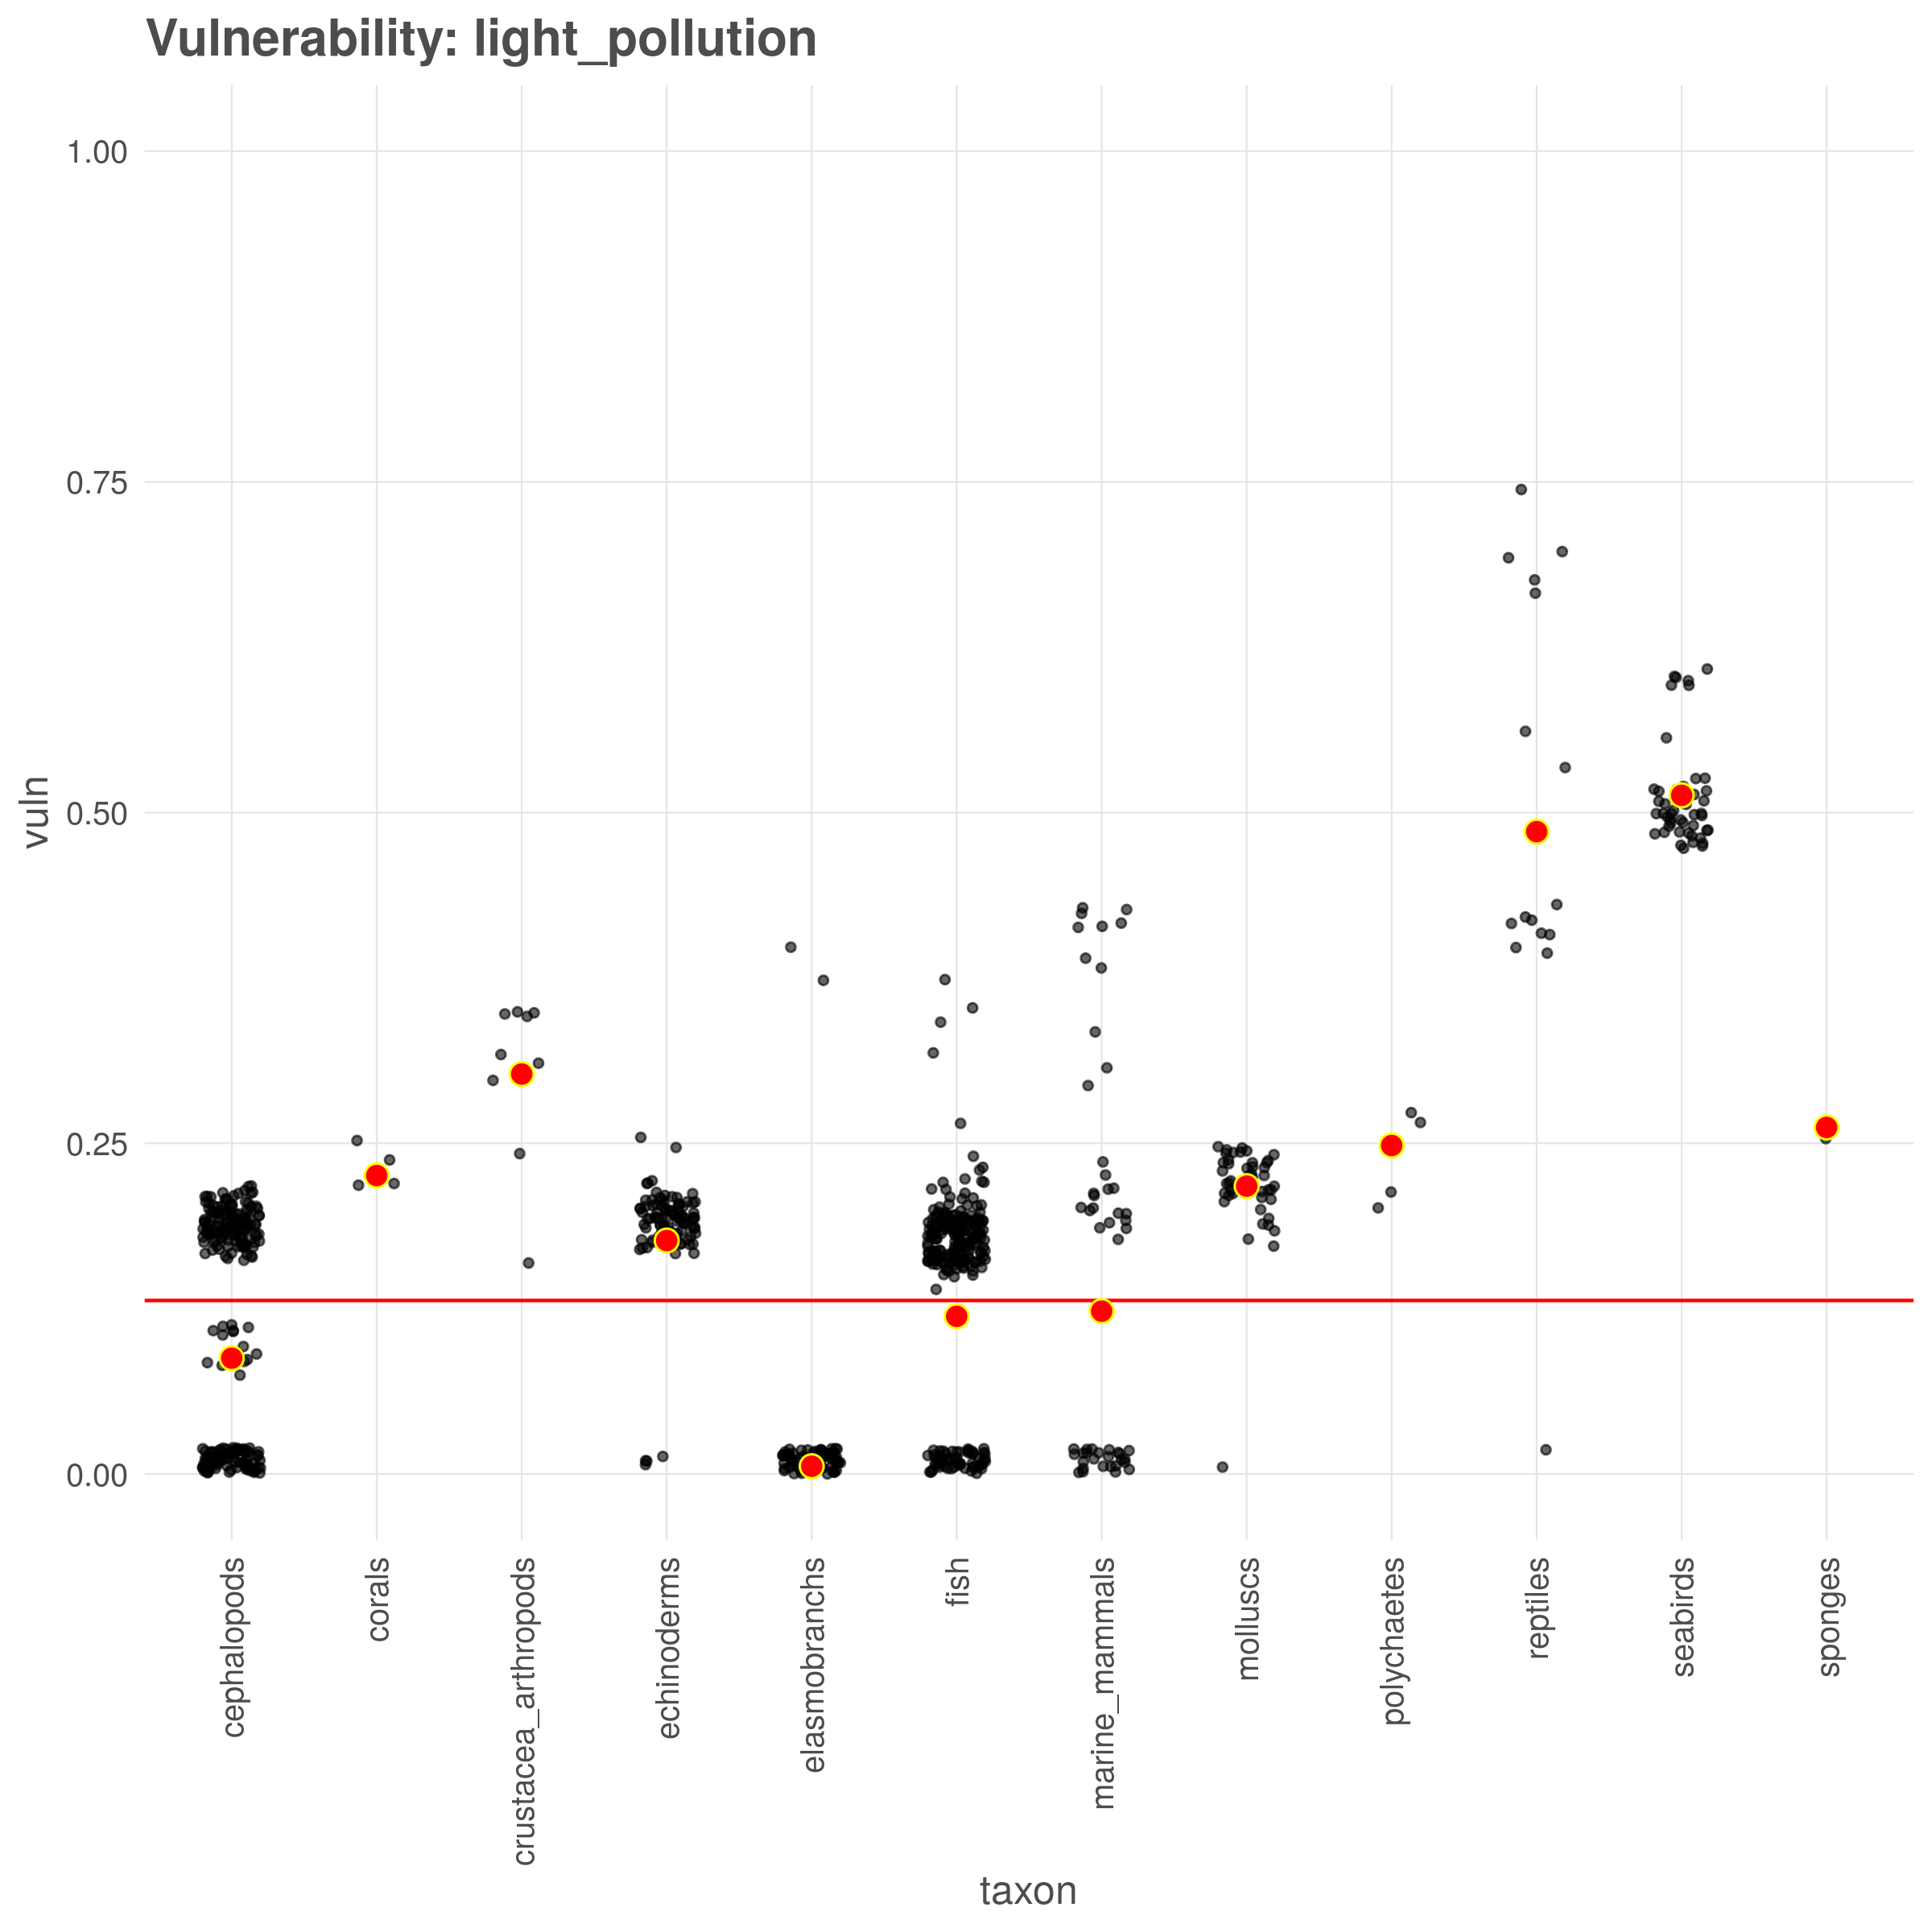 Vulnerability: light_pollution
vuln
1.00
0.75
0.50
0.25
0.00
cephalopods
corals
crustacea_arthropods
echinoderms
elasmobranchs
fish
marine_mammals
molluscs
polychaetes
reptiles
seabirds
sponges
taxon